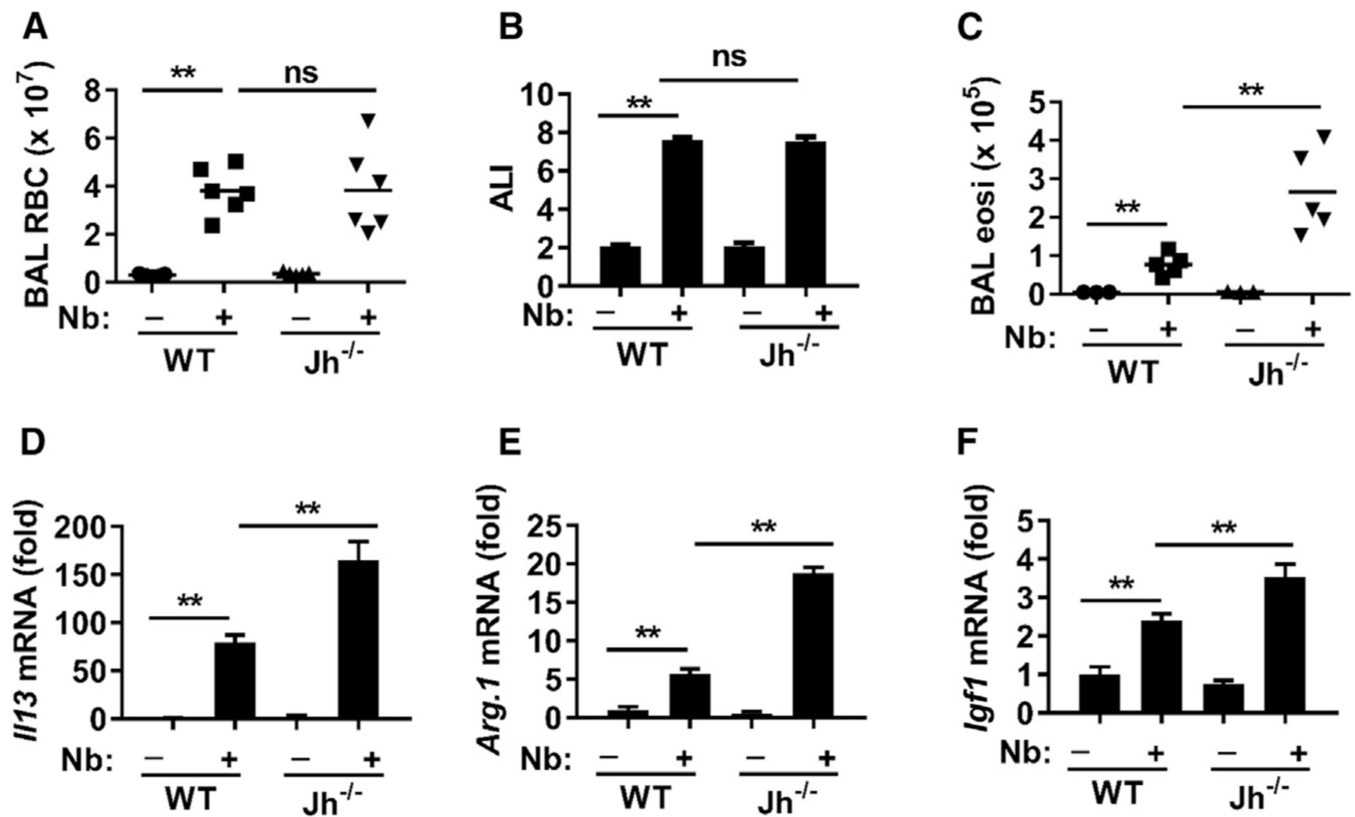 A
BAL RBC (x 10⁷)
8
6
4
2
0
**
ns
Nb: – + – +
WT Jh⁻/⁻
B
ALI
10
8
6
4
2
0
**
ns
– + – +
WT Jh⁻/⁻
C
BAL eosi (x 10⁵)
5
4
3
2
1
0
**
**
Nb: – + – +
WT Jh⁻/⁻
D
Il13 mRNA (fold)
200
150
100
50
0
**
**
Nb: – + – +
WT Jh⁻/⁻
E
Arg.1 mRNA (fold)
25
20
15
10
5
0
**
**
Nb: – + – +
WT Jh⁻/⁻
F
Igf1 mRNA (fold)
5
4
3
2
1
0
**
**
Nb: – + – +
WT Jh⁻/⁻